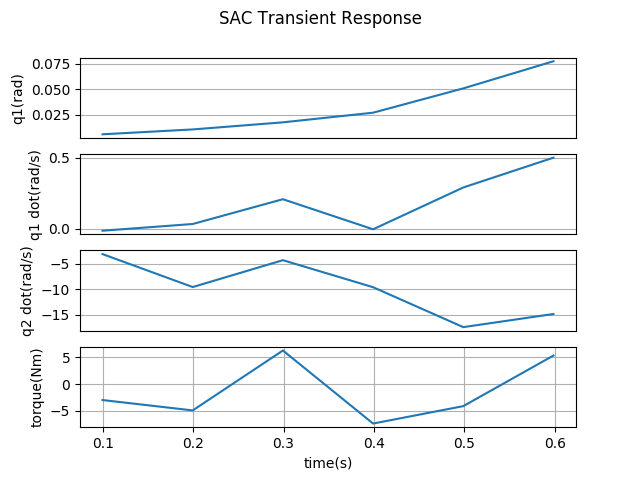 SAC Transient Response
0.075
0.050
0.025
q1(rad)
0.5
0.0
q1 dot(rad/s)
−5
−10
−15
q2 dot(rad/s)
5
0
−5
torque(Nm)
0.1 0.2 0.3 0.4 0.5 0.6
time(s)